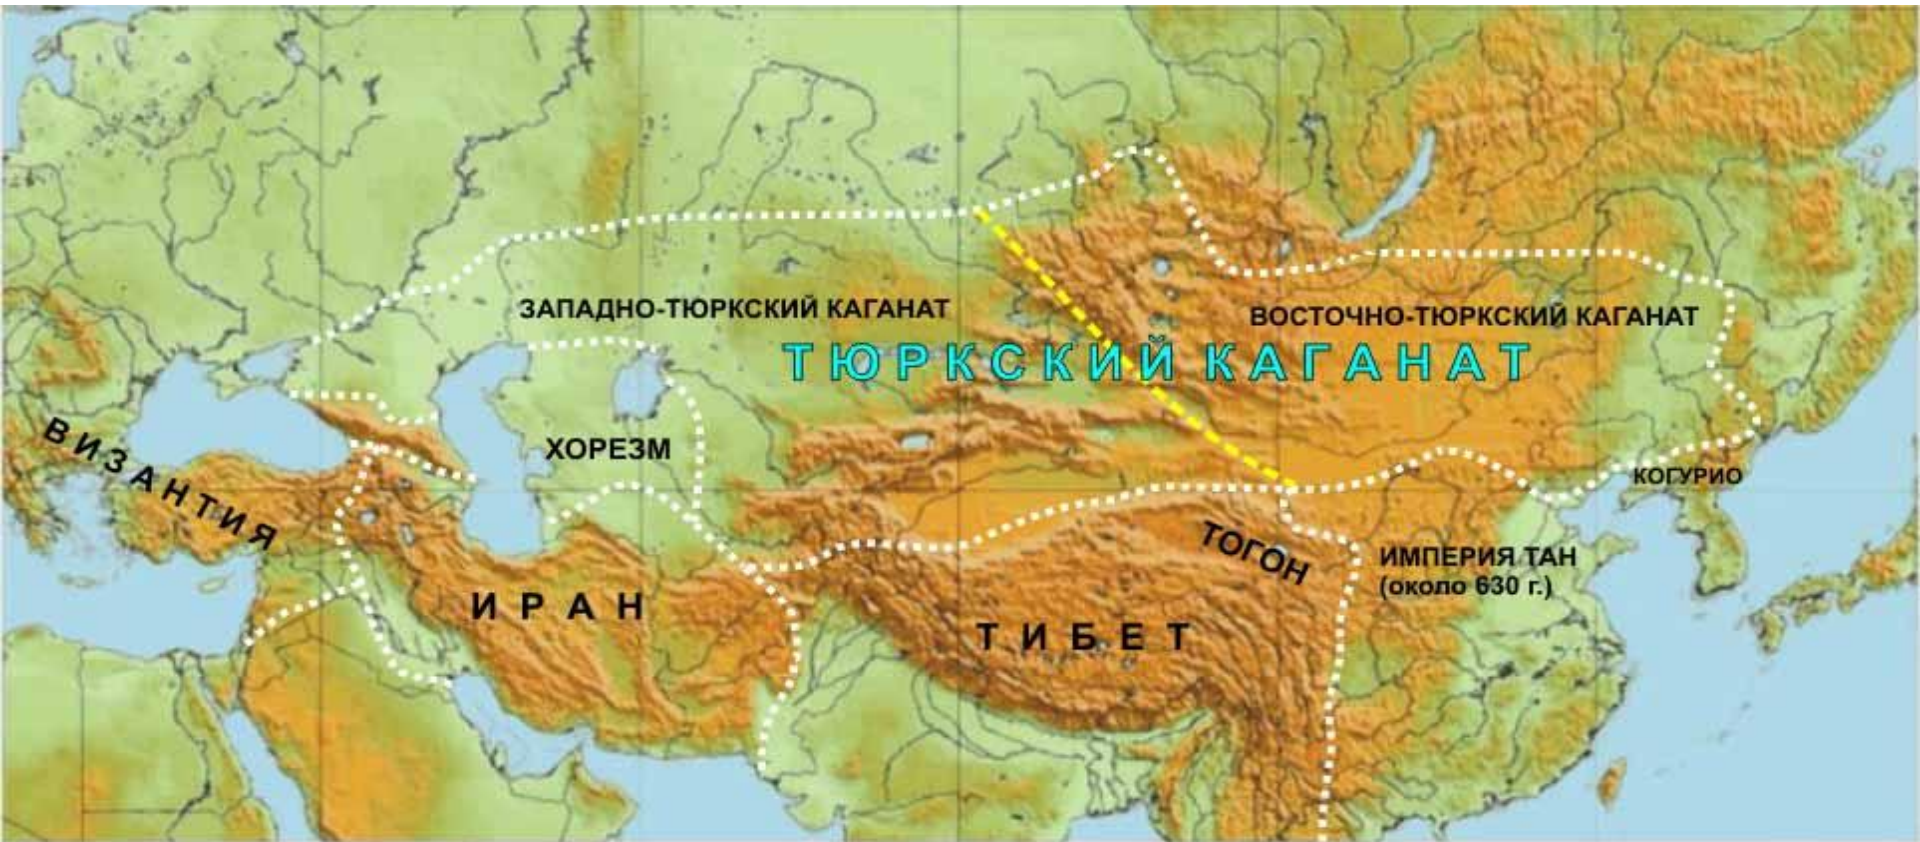 ЗАПАДНО-ТЮРКСКИЙ КАГАНАТ
ВОСТОЧНО-ТЮРКСКИЙ КАГАНАТ
ТЮРКСКИЙ КАГАНАТ
ВИЗАНТИЯ
ХОРЕЗМ
КОГУРИО
ТОГОН
ИМПЕРИЯ ТАН
(около 630 г.)
ИРАН
ТИБЕТ